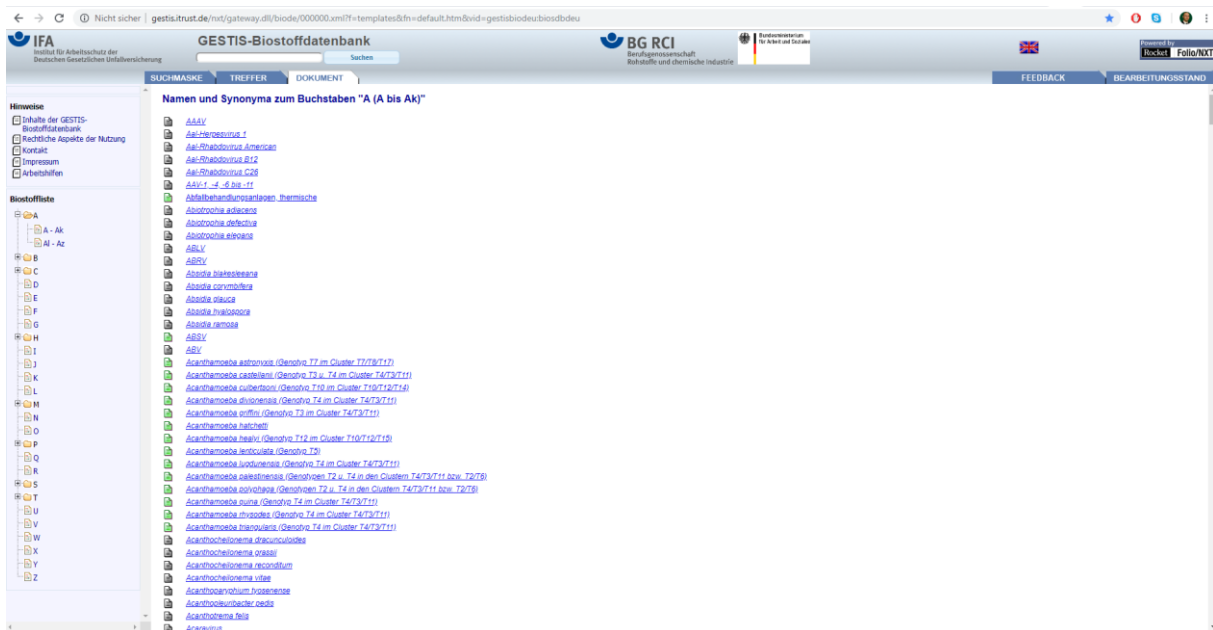 Nicht sicher | gestis.itrust.de/nxt/gateway.dll/biode/000000.xml?f=templates&fn=default.htm&vid=gestisbiodeu:biosdbdeu
IFA
Institut für Arbeitsschutz der
Deutschen Gesetzlichen Unfallversicherung
GESTIS-Biostoffdatenbank
Suchen
BG RCI
Berufsgenossenschaft
Rohstoffe und chemische Industrie
Bundesministerium
für Arbeit und Soziales
Powered by
Rocket Folio/NXT
SUCHMASKE
TREFFER
DOKUMENT
FEEDBACK
BEARBEITUNGSSTAND
Hinweise
Inhalte der GESTIS-
Biostoffdatenbank
Rechtliche Aspekte der Nutzung
Kontakt
Impressum
Arbeitshilfen
Biostoffliste
A
A - Ak
Al - Az
B
C
D
E
F
G
H
I
J
K
L
M
N
O
P
Q
R
S
T
U
V
W
X
Y
Z
Namen und Synonyma zum Buchstaben "A (A bis Ak)"
AAAV
Aal-Herpesvirus 1
Aal-Rhabdovirus American
Aal-Rhabdovirus B12
Aal-Rhabdovirus C26
AAV-1, -4, -6 bis -11
Abfallbehandlungsanlagen, thermische
Abiotrophia adiacens
Abiotrophia defectiva
Abiotrophia elegans
ABLV
ABRV
Absidia blakesleeana
Absidia corymbifera
Absidia glauca
Absidia hyalospora
Absidia ramosa
ABSV
ABV
Acanthamoeba astronyxis (Genotyp T7 im Cluster T7/T8/T17)
Acanthamoeba castellanii (Genotyp T3 u. T4 im Cluster T4/T3/T11)
Acanthamoeba culbertsoni (Genotyp T10 im Cluster T10/T12/T14)
Acanthamoeba divionensis (Genotyp T4 im Cluster T4/T3/T11)
Acanthamoeba griffini (Genotyp T3 im Cluster T4/T3/T11)
Acanthamoeba hatchetti
Acanthamoeba healyi (Genotyp T12 im Cluster T10/T12/T15)
Acanthamoeba lenticulata (Genotyp T5)
Acanthamoeba lugdunensis (Genotyp T4 im Cluster T4/T3/T11)
Acanthamoeba palestinensis (Genotypen T2 u. T4 in den Clustern T4/T3/T11 bzw. T2/T6)
Acanthamoeba polyphaga (Genotypen T2 u. T4 in den Clustern T4/T3/T11 bzw. T2/T6)
Acanthamoeba quina (Genotyp T4 im Cluster T4/T3/T11)
Acanthamoeba rhysodes (Genotyp T4 im Cluster T4/T3/T11)
Acanthamoeba triangularis (Genotyp T4 im Cluster T4/T3/T11)
Acanthocheilonema dracunculoides
Acanthocheilonema grassii
Acanthocheilonema reconditum
Acanthocheilonema vitae
Acanthoparyphium tyosenense
Acanthopleuribacter pedis
Acanthotrema felis
Acaravirus